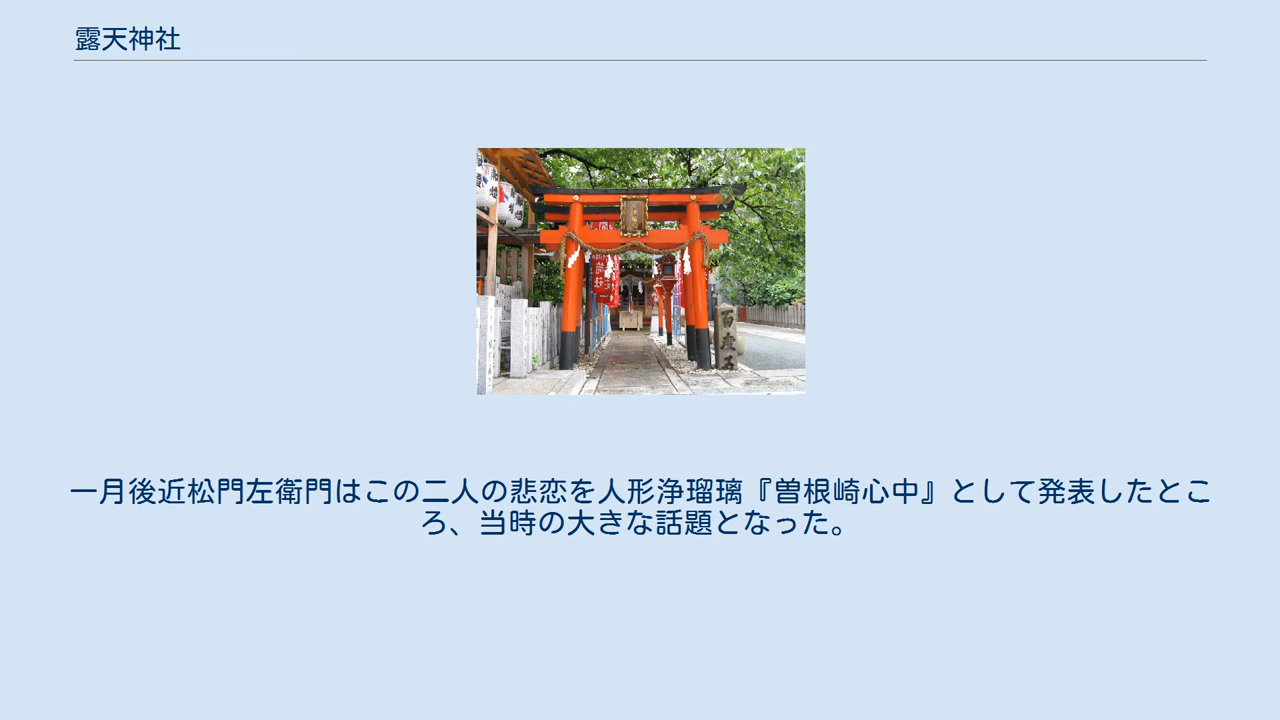 露天神社
一月後近松門左衛門はこの二人の悲恋を人形浄瑠璃『曽根崎心中』として発表したとこ
ろ、当時の大きな話題となった。